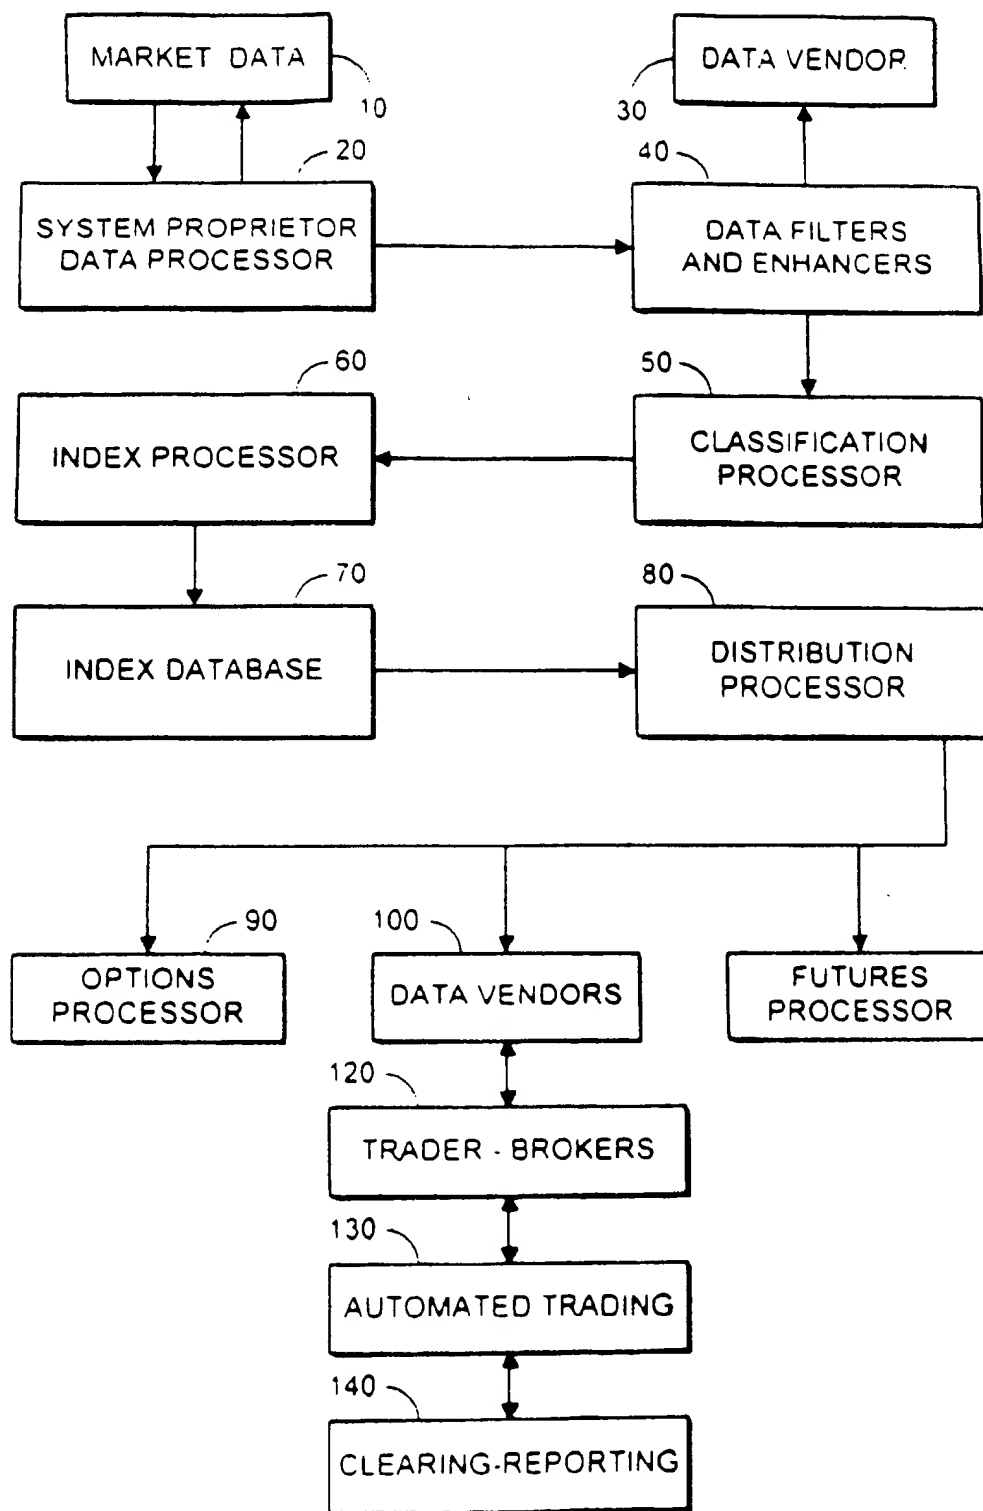 MARKET DATA
10
DATA VENDOR
30
20
SYSTEM PROPRIETOR
DATA PROCESSOR
40
DATA FILTERS
AND ENHANCERS
60
INDEX PROCESSOR
50
CLASSIFICATION
PROCESSOR
70
INDEX DATABASE
80
DISTRIBUTION
PROCESSOR
90
OPTIONS
PROCESSOR
100
DATA VENDORS
FUTURES
PROCESSOR
120
TRADER - BROKERS
130
AUTOMATED TRADING
140
CLEARING-REPORTING